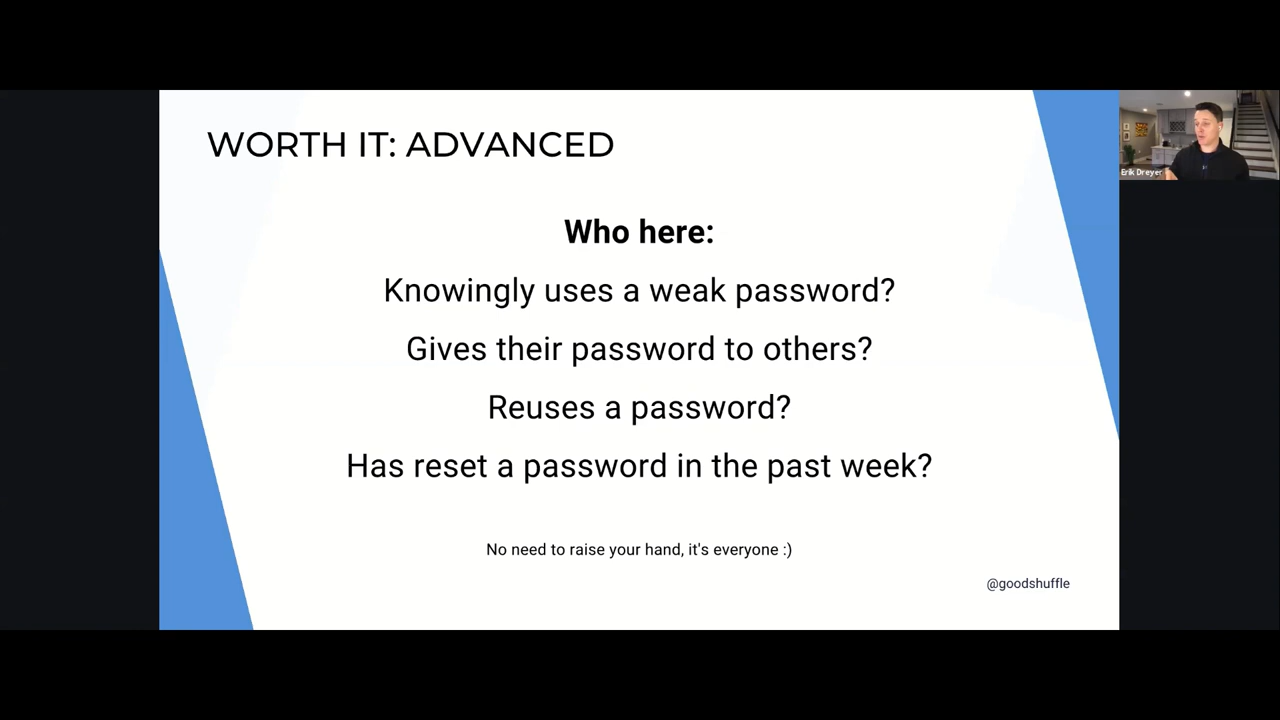 WORTH IT: ADVANCED
Who here:
Knowingly uses a weak password?
Gives their password to others?
Reuses a password?
Has reset a password in the past week?
No need to raise your hand, it's everyone :)
@goodshuffle
Erik Dreyer